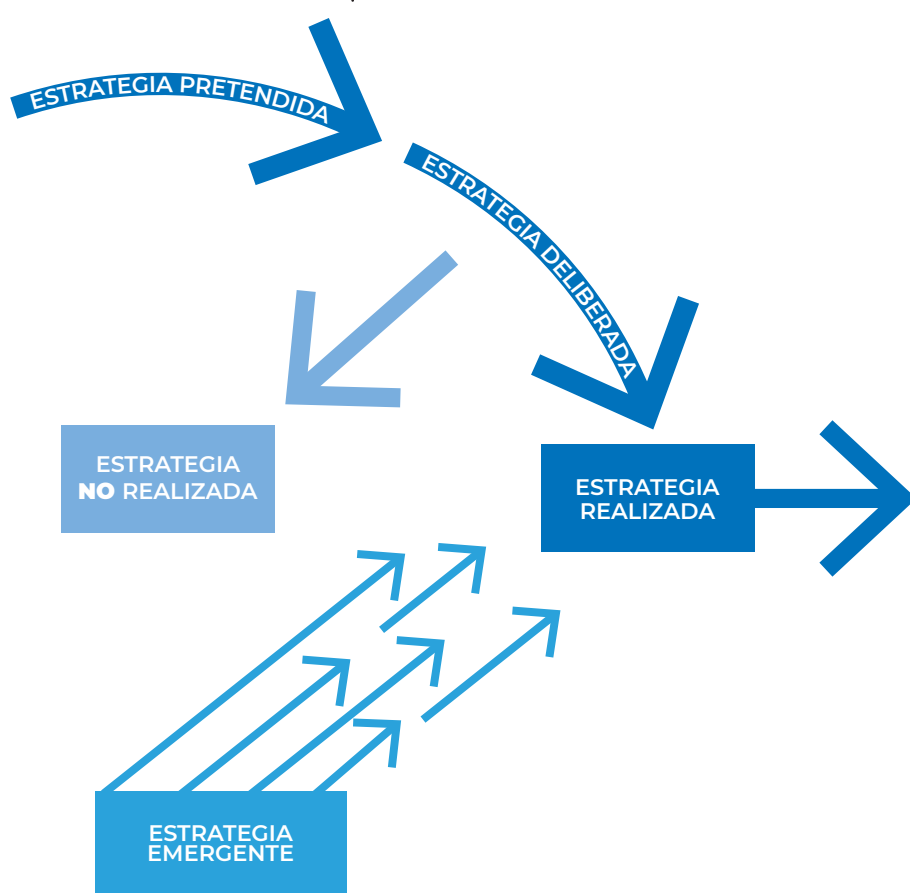 ESTRATEGIA PRETENDIDA
ESTRATEGIA DELIBERADA
ESTRATEGIA
NO REALIZADA
ESTRATEGIA
REALIZADA
ESTRATEGIA
EMERGENTE